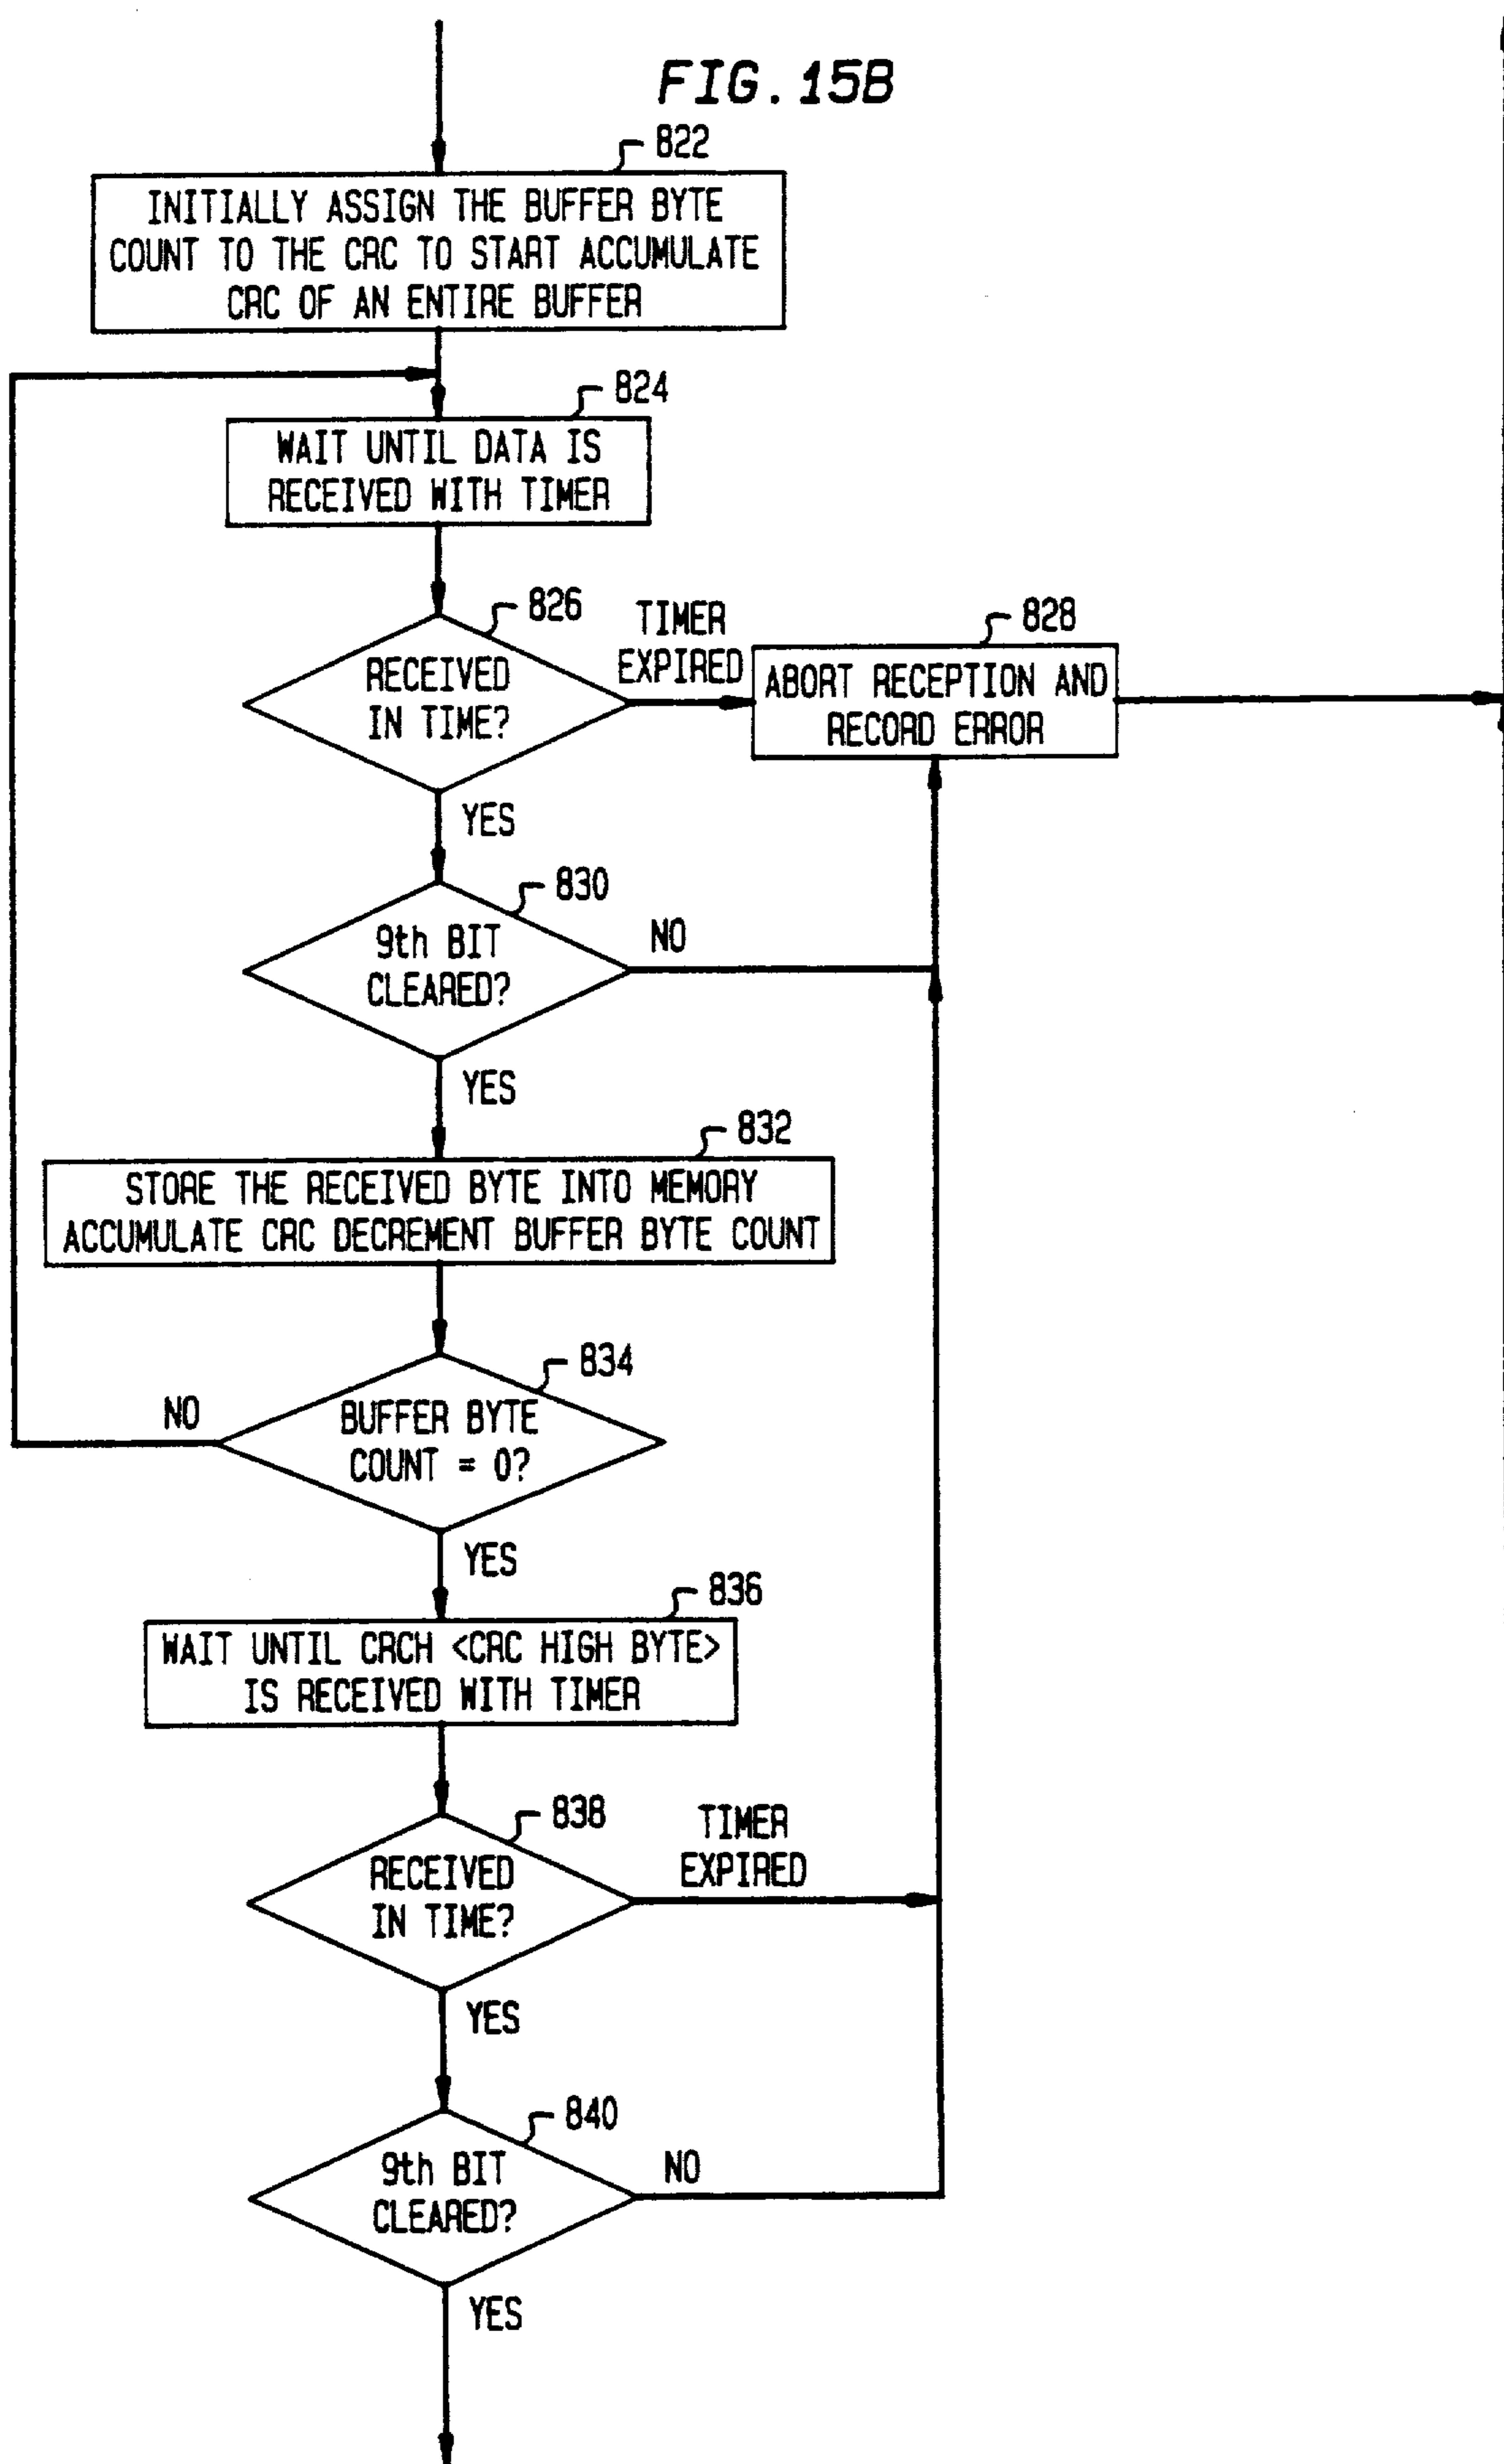 FIG. 15B
822
INITIALLY ASSIGN THE BUFFER BYTE
COUNT TO THE CRC TO START ACCUMULATE
CRC OF AN ENTIRE BUFFER
824
WAIT UNTIL DATA IS
RECEIVED WITH TIMER
826
RECEIVED
IN TIME?
TIMER
EXPIRED
828
ABORT RECEPTION AND
RECORD ERROR
YES
830
9th BIT
CLEARED?
NO
YES
832
STORE THE RECEIVED BYTE INTO MEMORY
ACCUMULATE CRC DECREMENT BUFFER BYTE COUNT
834
NO
BUFFER BYTE
COUNT = 0?
YES
836
WAIT UNTIL CRCH <CRC HIGH BYTE>
IS RECEIVED WITH TIMER
838
RECEIVED
IN TIME?
TIMER
EXPIRED
YES
840
9th BIT
CLEARED?
NO
YES